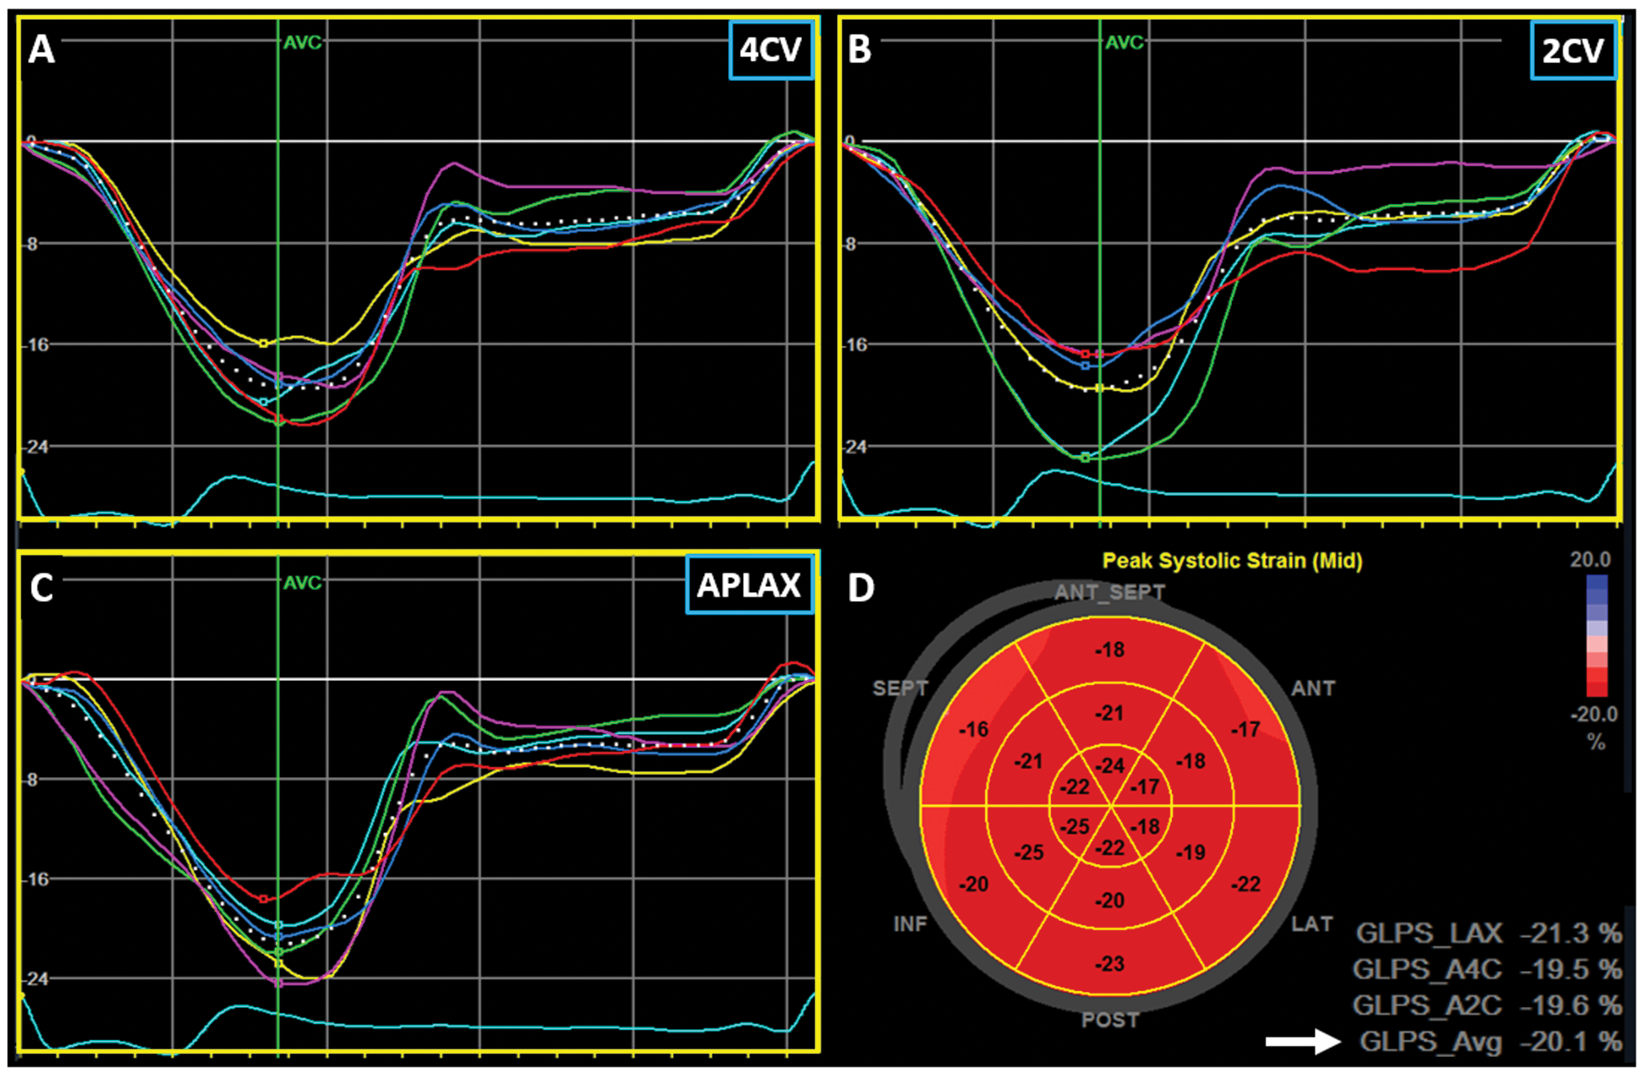 A
AVC
4CV
0
-8
-16
-24
B
AVC
2CV
0
-8
-16
-24
C
AVC
APLAX
0
-8
-16
-24
D
Peak Systolic Strain (Mid)
20.0
-20.0
%
ANT_SEPT
SEPT
ANT
INF
LAT
POST
-18
-16
-17
-21
-21
-18
-24
-22
-17
-25
-18
-22
-25
-19
-20
-20
-22
-23
GLPS_LAX -21.3 %
GLPS_A4C -19.5 %
GLPS_A2C -19.6 %
GLPS_Avg -20.1 %